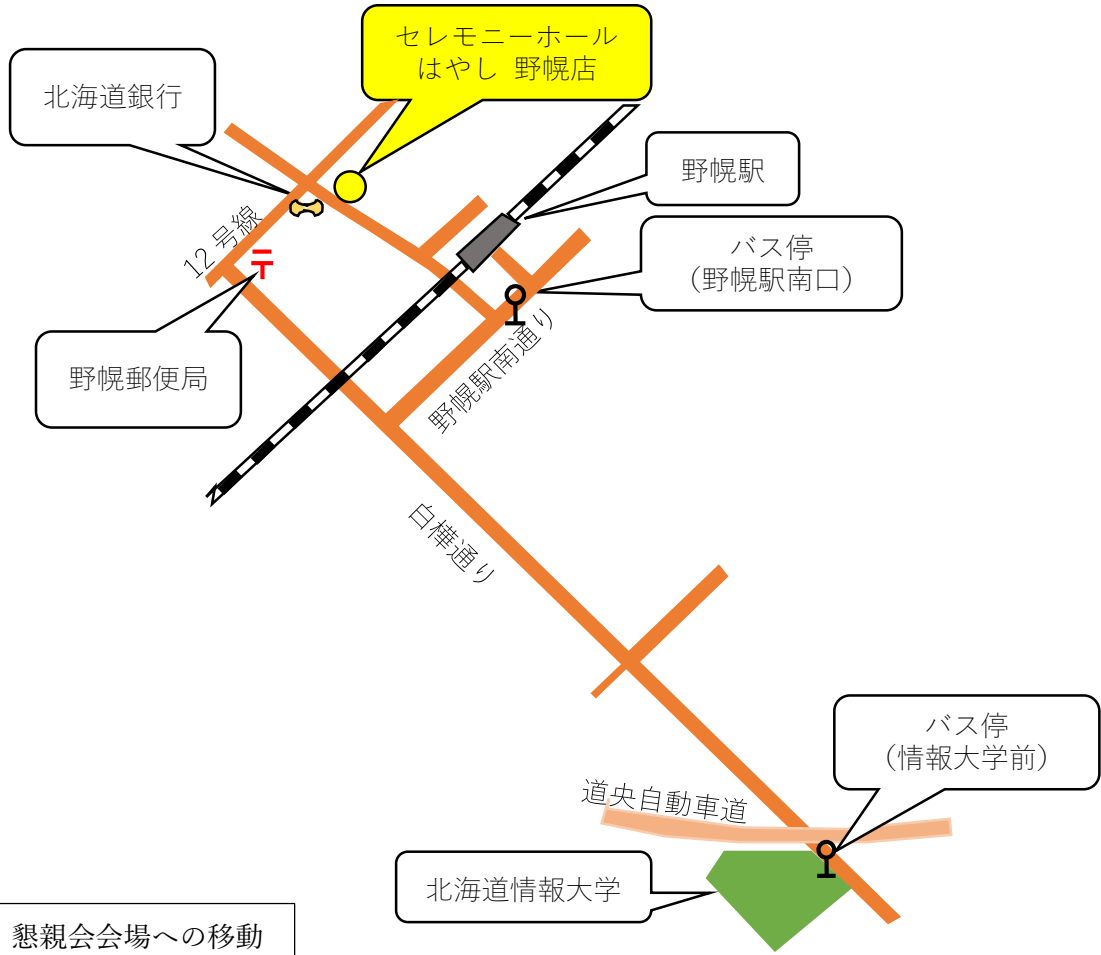 セレモニーホール
はやし 野幌店
北海道銀行
野幌駅
バス停
(野幌駅南口)
12号線
野幌郵便局
野幌駅南通り
白樺通り
バス停
(情報大学前)
道央自動車道
北海道情報大学
懇親会会場への移動